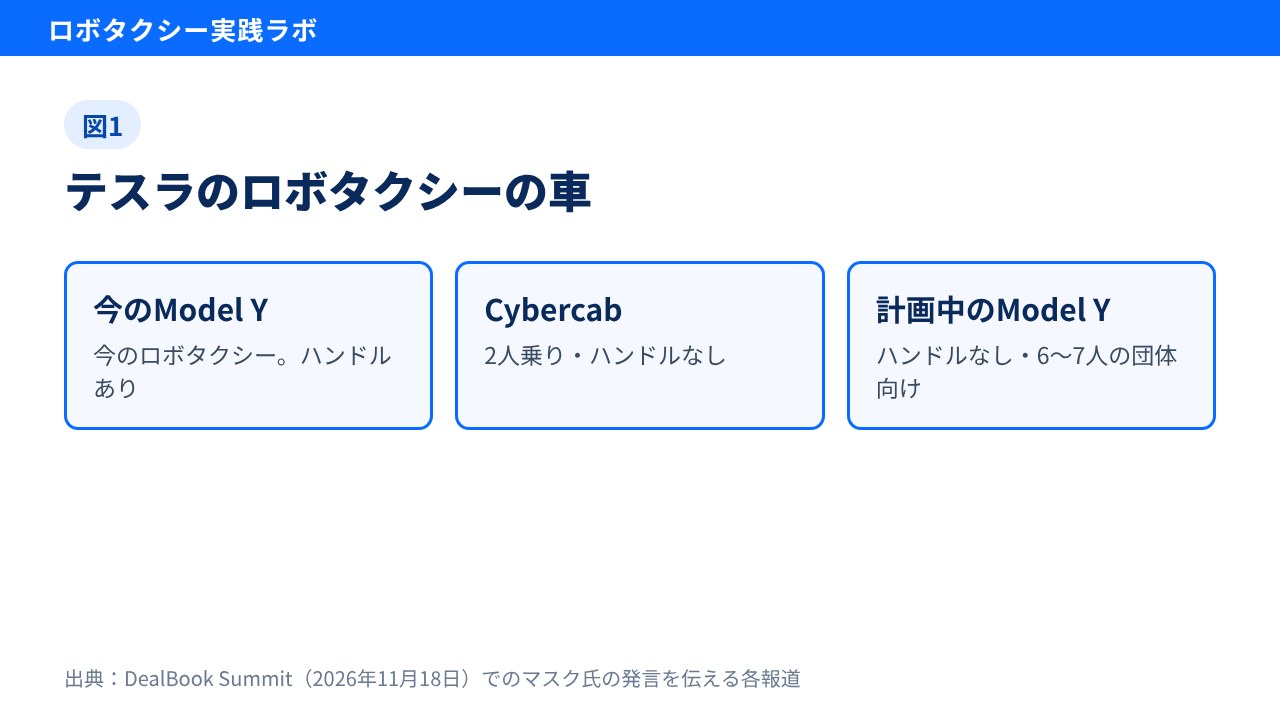 ロボタクシー実践ラボ
図1
テスラのロボタクシーの車
今のModel Y
今のロボタクシー。ハンドル
あり
Cybercab
2人乗り・ハンドルなし
計画中のModel Y
ハンドルなし・6〜7人の団体
向け
出典：DealBook Summit（2026年11月18日）でのマスク氏の発言を伝える各報道